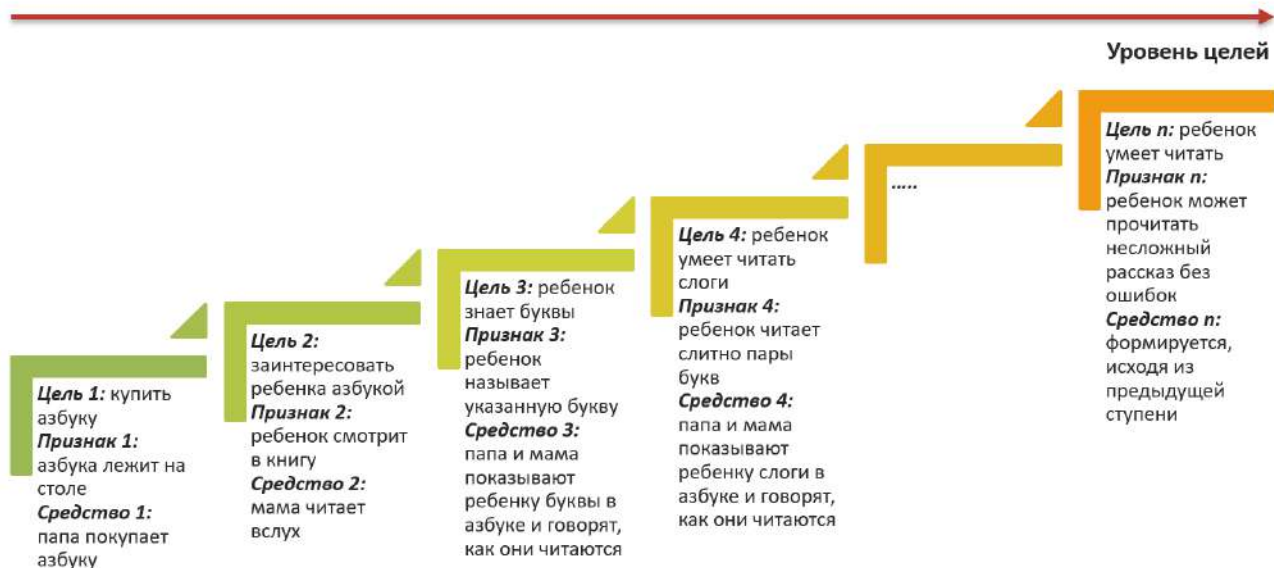 Уровень целей
Цель 1: купить
азбуку
Признак 1:
азбука лежит на
столе
Средство 1:
папа покупает
азбуку
Цель 2:
заинтересовать
ребенка азбукой
Признак 2:
ребенок смотрит
в книгу
Средство 2:
мама читает
вслух
Цель 3: ребенок
знает буквы
Признак 3:
ребенок
называет
указанную букву
Средство 3:
папа и мама
показывают
ребенку буквы в
азбуке и говорят,
как они читаются
Цель 4: ребенок
умеет читать
слоги
Признак 4:
ребенок читает
слитно пары
букв
Средство 4:
папа и мама
показывают
ребенку слоги в
азбуке и говорят,
как они читаются
.....
Цель n: ребенок
умеет читать
Признак n:
ребенок может
прочитать
несложный
рассказ без
ошибок
Средство n:
формируется,
исходя из
предыдущей
ступени